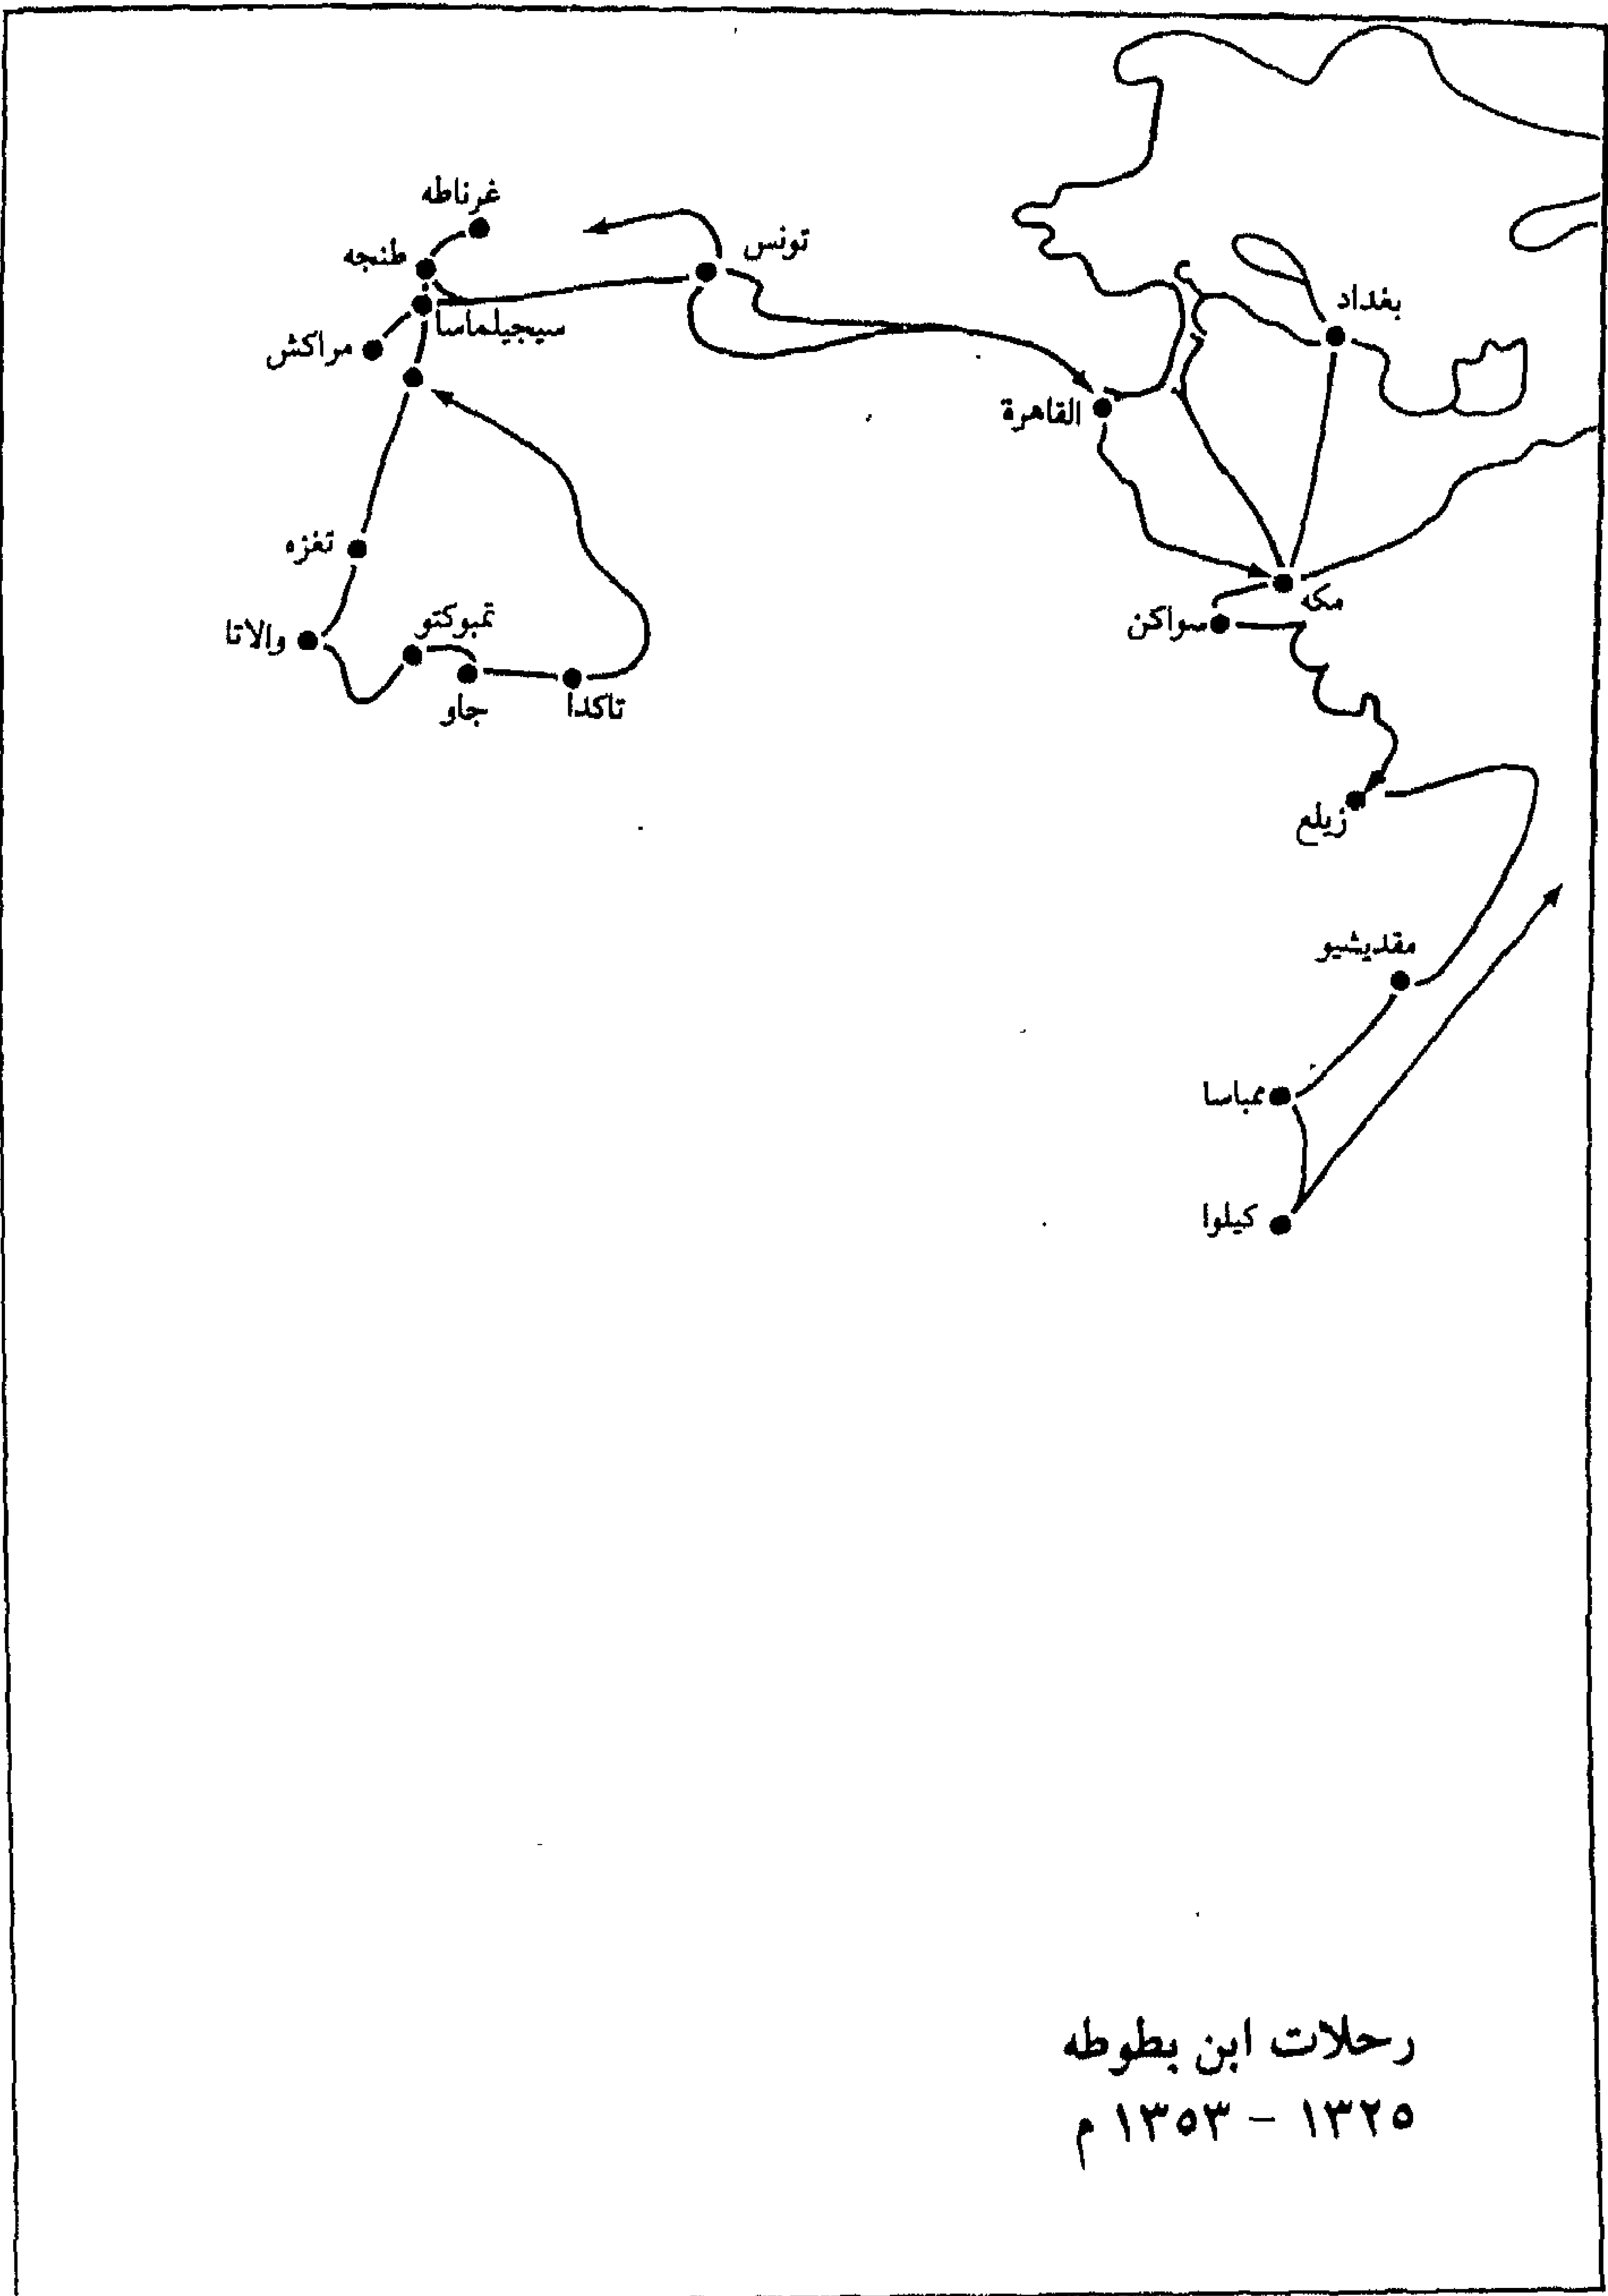 غرناطه
طنجه
تونس
سيجيلماسا
مراكش
بغداد
القاهرة
تغزه
مكه
سواكن
والاتا
تمبوكتو
جاو
تاكدا
زيلع
مقديشيو
ممباسا
كيلوا
رحلات ابن بطوطه
١٣٢٥ – ١٣٥٣ م